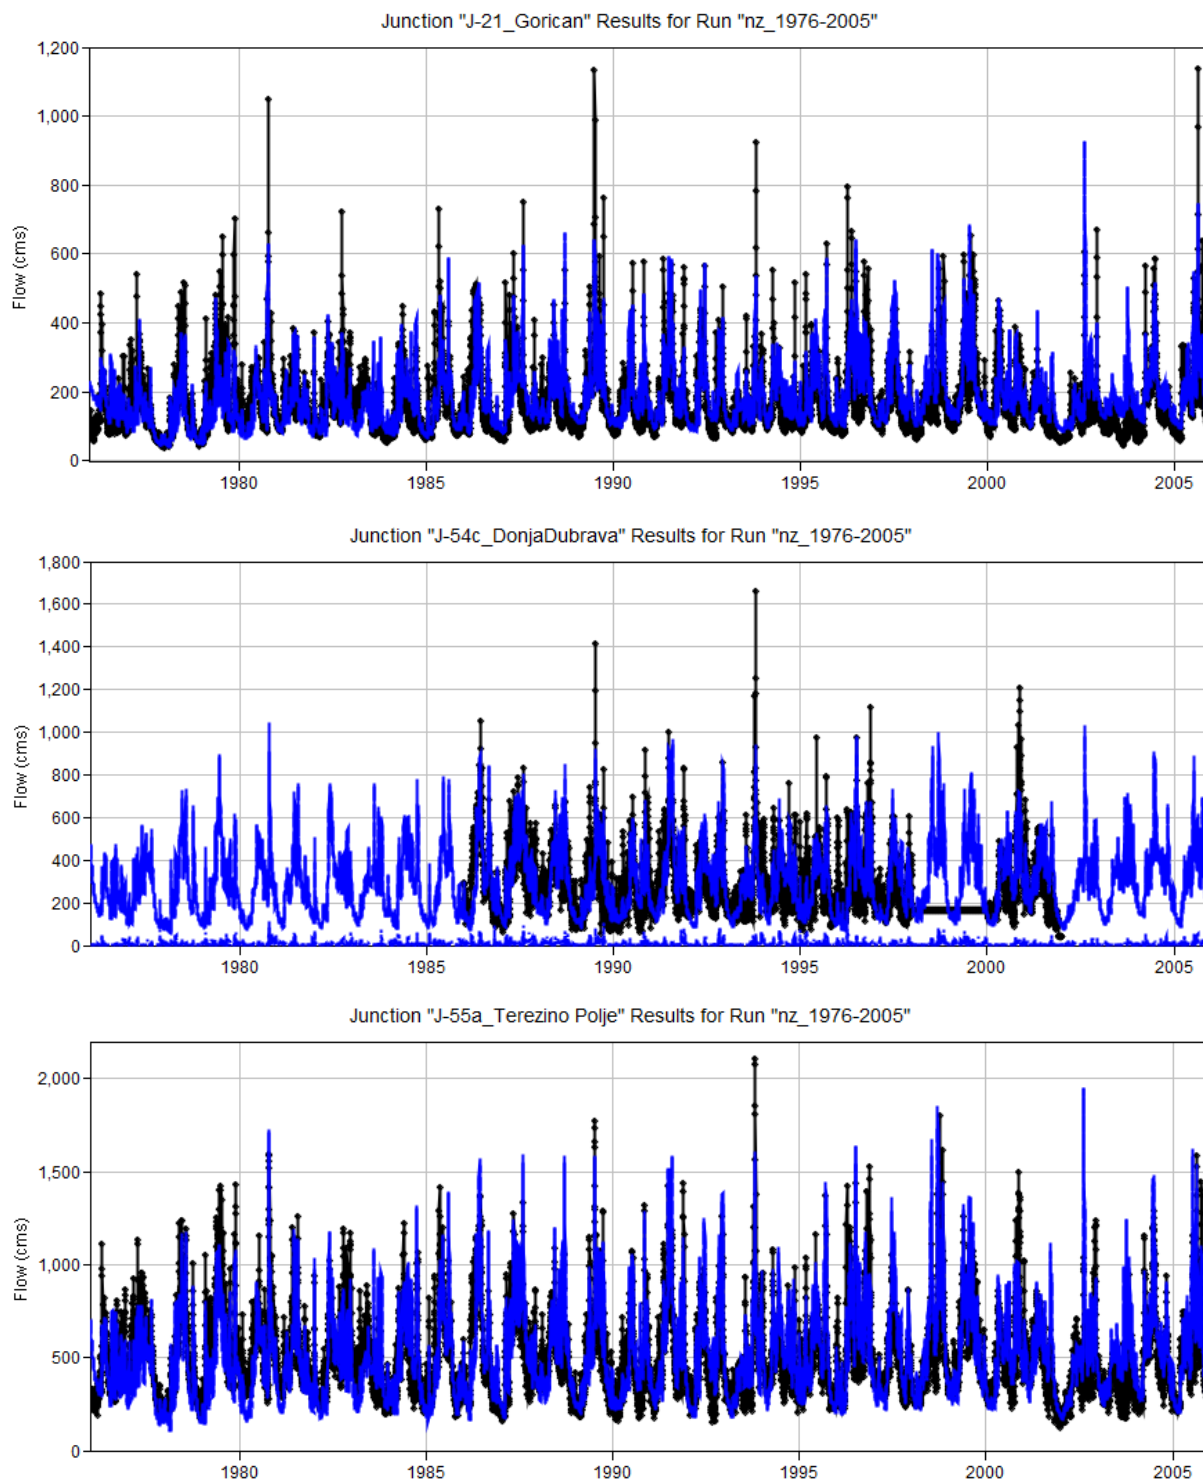 Junction "J-21_Gorican" Results for Run "nz_1976-2005"
1,200
1,000
800
600
400
200
0
Flow (cms)
1980 1985 1990 1995 2000 2005
Junction "J-54c_DonjaDubrava" Results for Run "nz_1976-2005"
1,800
1,600
1,400
1,200
1,000
800
600
400
200
0
Flow (cms)
1980 1985 1990 1995 2000 2005
Junction "J-55a_Terezino Polje" Results for Run "nz_1976-2005"
2,000
1,500
1,000
500
0
Flow (cms)
1980 1985 1990 1995 2000 2005